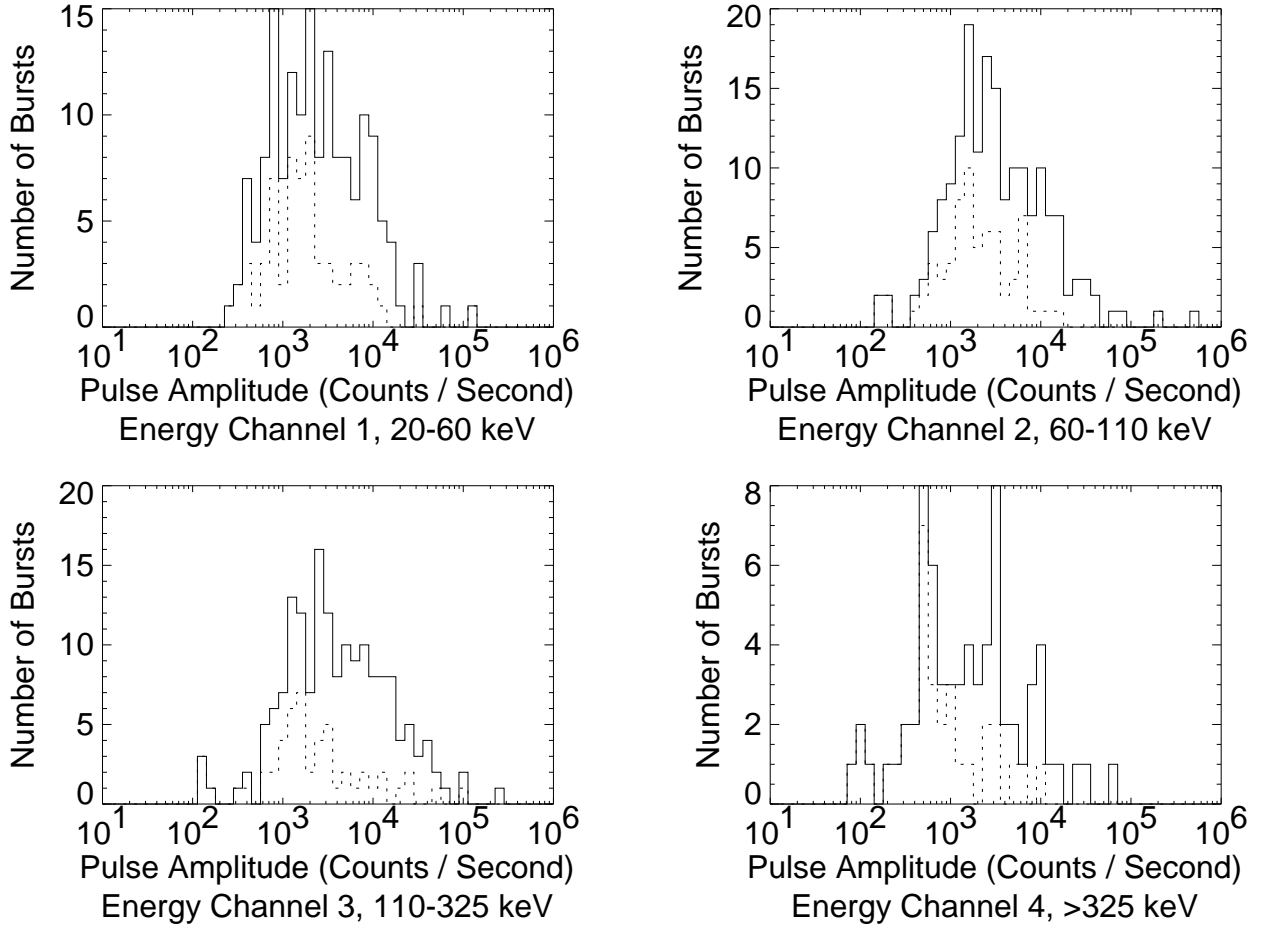 15
10
5
0
Number of Bursts
10^1 10^2 10^3 10^4 10^5 10^6
Pulse Amplitude (Counts / Second)
Energy Channel 1, 20-60 keV
20
15
10
5
0
Number of Bursts
10^1 10^2 10^3 10^4 10^5 10^6
Pulse Amplitude (Counts / Second)
Energy Channel 2, 60-110 keV
20
15
10
5
0
Number of Bursts
10^1 10^2 10^3 10^4 10^5 10^6
Pulse Amplitude (Counts / Second)
Energy Channel 3, 110-325 keV
8
6
4
2
0
Number of Bursts
10^1 10^2 10^3 10^4 10^5 10^6
Pulse Amplitude (Counts / Second)
Energy Channel 4, >325 keV